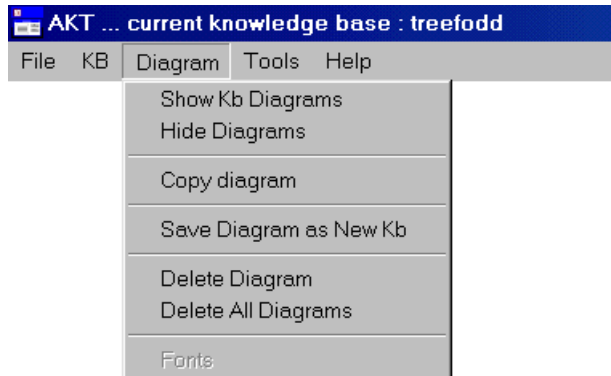 AKT ... current knowledge base : treefodd
File KB Diagram Tools Help
Show Kb Diagrams
Hide Diagrams
Copy diagram
Save Diagram as New Kb
Delete Diagram
Delete All Diagrams
Fonts